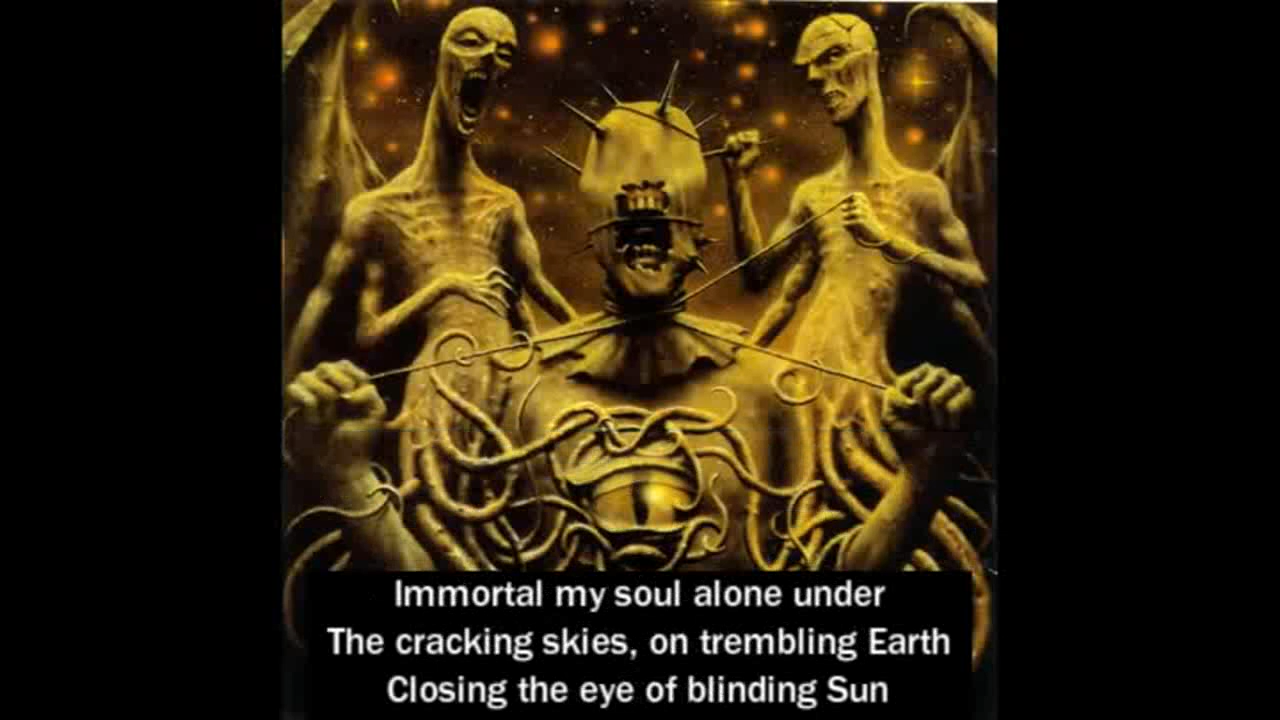 Immortal my soul alone under
The cracking skies, on trembling Earth
Closing the eye of blinding Sun